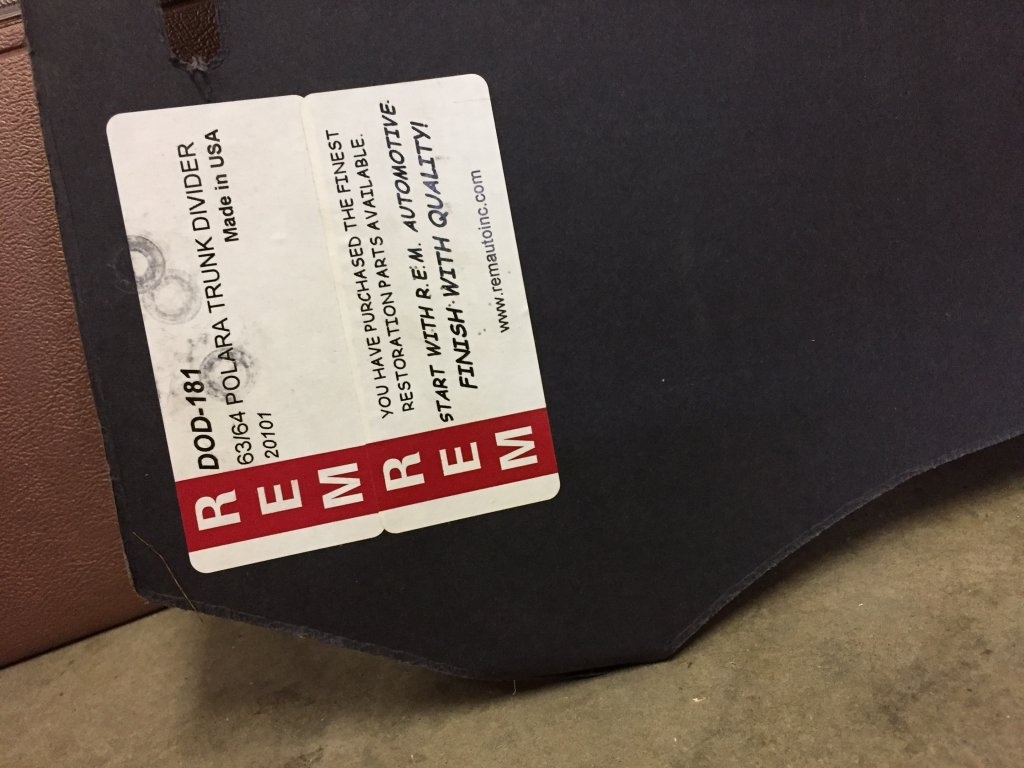 DOD-181
63/64 POLARA TRUNK DIVIDER
20101 Made in USA
R E M
YOU HAVE PURCHASED THE FINEST
RESTORATION PARTS AVAILABLE.
START WITH R.E.M. AUTOMOTIVE-
FINISH WITH QUALITY!
www.remautoinc.com
R E M